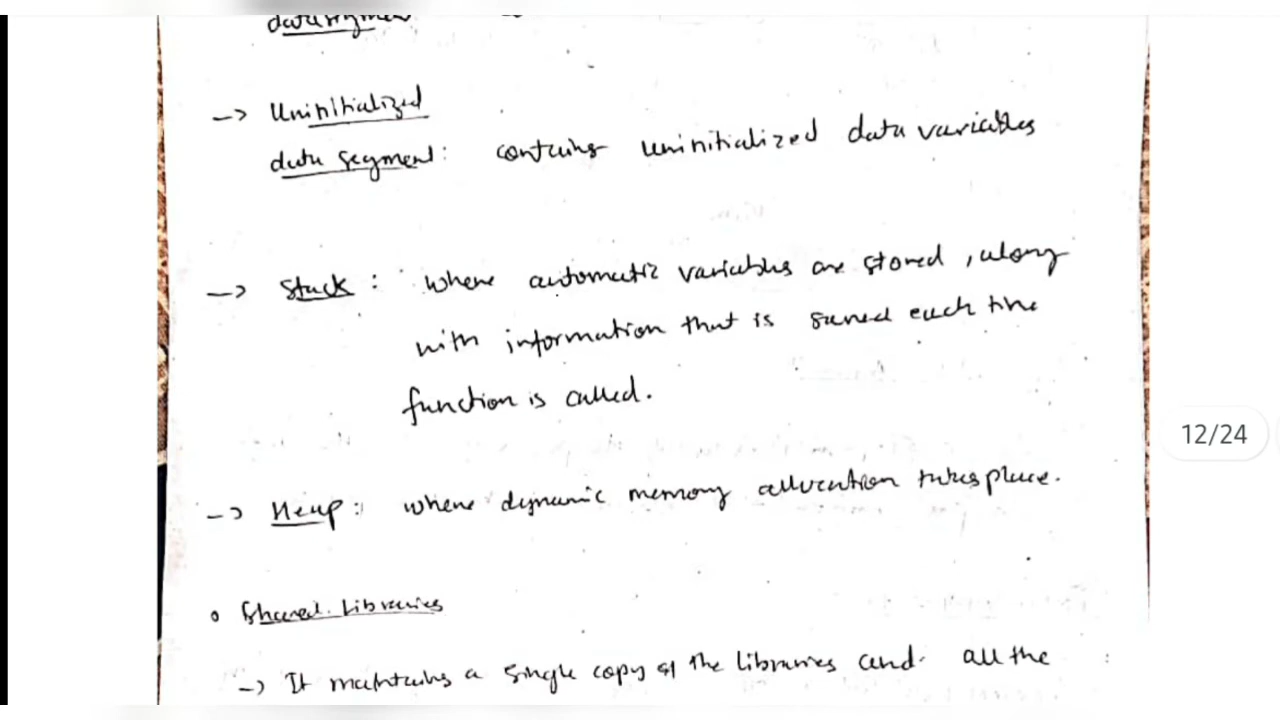 data segment
-> Uninitialized
data segment: contains uninitialized data variables
-> Stack : where automatic variables are stored, along
with information that is saved each time
function is called.
-> Heap : where dynamic memory allocation takes place.
12/24
• Shared Libraries
-> It maintains a single copy of the libraries and all the